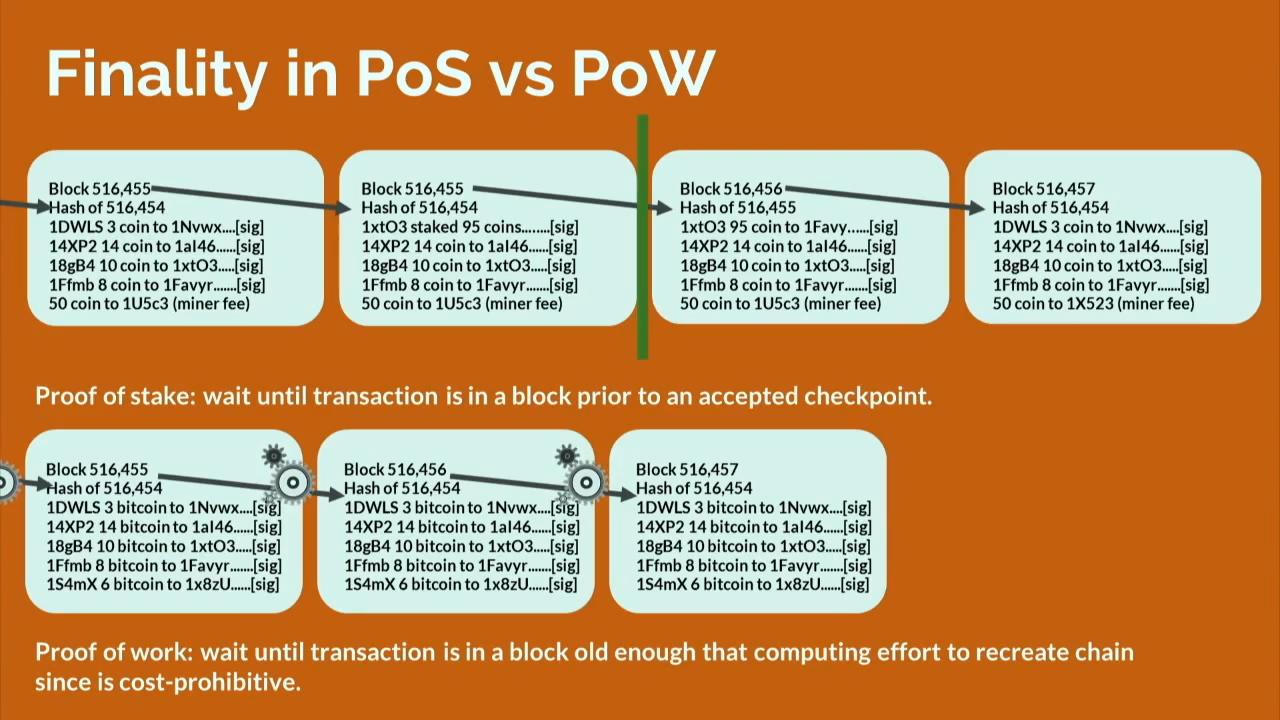 Finality in PoS vs PoW
Block 516,455
Hash of 516,454
1DWLS 3 coin to 1Nvwx....[sig]
14XP2 14 coin to 1aI46......[sig]
18gB4 10 coin to 1xtO3.....[sig]
1Ffmb 8 coin to 1Favyr.......[sig]
50 coin to 1U5c3 (miner fee)
Block 516,455
Hash of 516,454
1xtO3 staked 95 coins........[sig]
14XP2 14 coin to 1aI46......[sig]
18gB4 10 coin to 1xtO3.....[sig]
1Ffmb 8 coin to 1Favyr.......[sig]
50 coin to 1U5c3 (miner fee)
Block 516,456
Hash of 516,455
1xtO3 95 coin to 1Favy......[sig]
14XP2 14 coin to 1aI46......[sig]
18gB4 10 coin to 1xtO3.....[sig]
1Ffmb 8 coin to 1Favyr.......[sig]
50 coin to 1U5c3 (miner fee)
Block 516,457
Hash of 516,454
1DWLS 3 coin to 1Nvwx....[sig]
14XP2 14 coin to 1aI46......[sig]
18gB4 10 coin to 1xtO3.....[sig]
1Ffmb 8 coin to 1Favyr.......[sig]
50 coin to 1X523 (miner fee)
Proof of stake: wait until transaction is in a block prior to an accepted checkpoint.
Block 516,455
Hash of 516,454
1DWLS 3 bitcoin to 1Nvwx....[sig]
14XP2 14 bitcoin to 1aI46......[sig]
18gB4 10 bitcoin to 1xtO3.....[sig]
1Ffmb 8 bitcoin to 1Favyr.......[sig]
1S4mX 6 bitcoin to 1x8zU......[sig]
Block 516,456
Hash of 516,454
1DWLS 3 bitcoin to 1Nvwx....[sig]
14XP2 14 bitcoin to 1aI46......[sig]
18gB4 10 bitcoin to 1xtO3.....[sig]
1Ffmb 8 bitcoin to 1Favyr.......[sig]
1S4mX 6 bitcoin to 1x8zU......[sig]
Block 516,457
Hash of 516,454
1DWLS 3 bitcoin to 1Nvwx....[sig]
14XP2 14 bitcoin to 1aI46......[sig]
18gB4 10 bitcoin to 1xtO3.....[sig]
1Ffmb 8 bitcoin to 1Favyr.......[sig]
1S4mX 6 bitcoin to 1x8zU......[sig]
Proof of work: wait until transaction is in a block old enough that computing effort to recreate chain
since is cost-prohibitive.